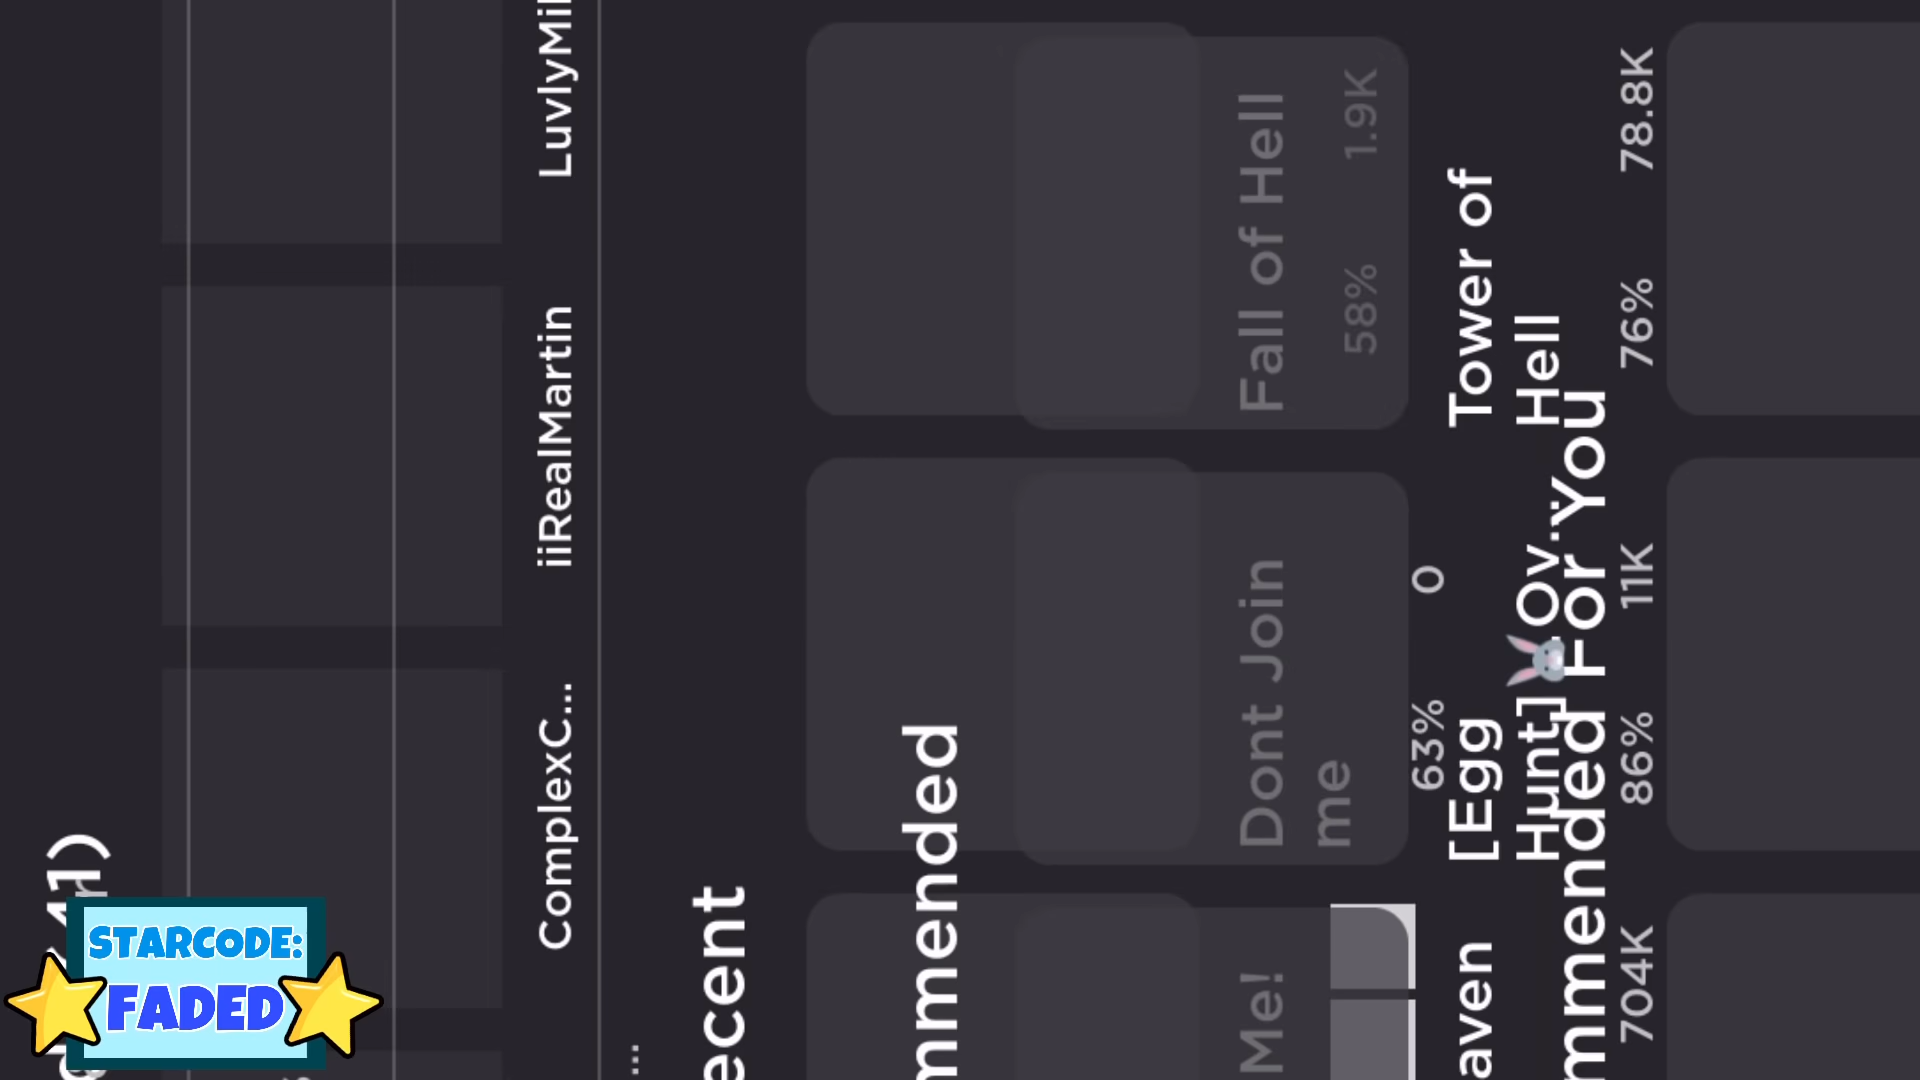 LuvlyMi
iiRealMartin
ComplexC...
...
ecent
mmended
Fall of Hell
58% 1.9K
Dont Join
me
63% 0
Me!
Tower of
Hell
76% 78.8K
[Egg
Hunt]🐰Ov...
86% 11K
aven
704K
mmended For You
41)
STARCODE:
FADED